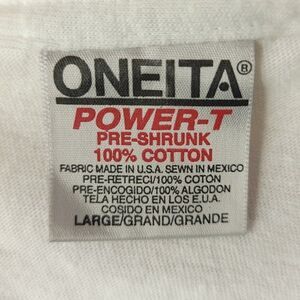 ONEITA®
POWER-T
PRE-SHRUNK
100% COTTON
FABRIC MADE IN U.S.A. SEWN IN MEXICO
PRE-RETRECI/100% COTON
PRE-ENCOGIDO/100% ALGODON
TELA HECHO EN LOS E.U.A.
COSIDO EN MEXICO
LARGE/GRAND/GRANDE